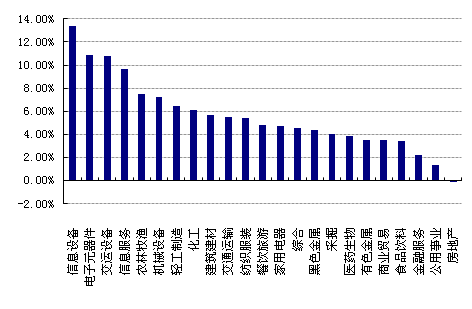 14.00%
12.00%
10.00%
8.00%
6.00%
4.00%
2.00%
0.00%
-2.00%
信息设备
电子元器件
交运设备
信息服务
农林牧渔
机械设备
轻工制造
化工
建筑建材
交通运输
纺织服装
餐饮旅游
家用电器
综合
黑色金属
采掘
医药生物
有色金属
商业贸易
食品饮料
金融服务
公用事业
房地产